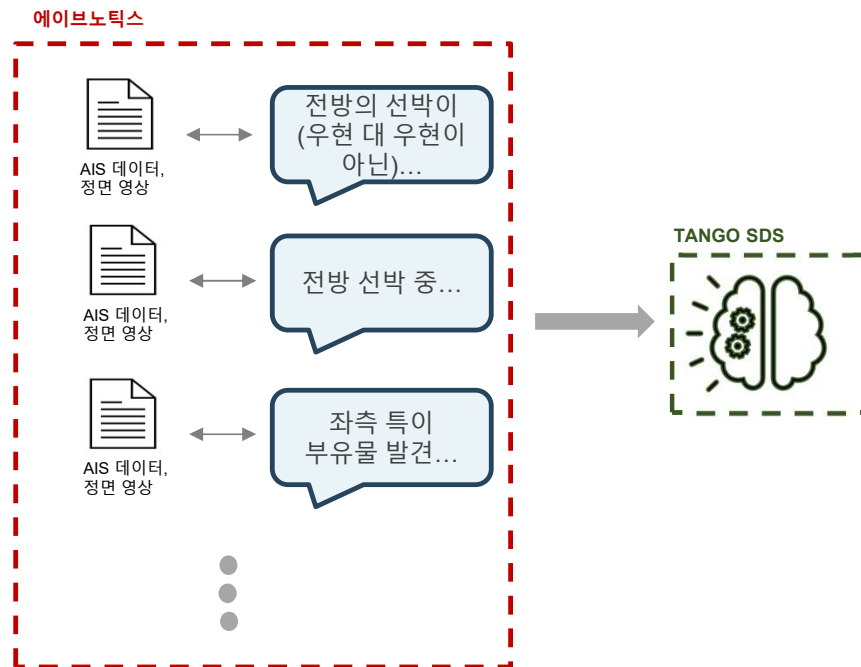 에이브노틱스
전방의 선박이
(우현 대 우현이
아닌)...
AIS 데이터,
정면 영상
TANGO SDS
전방 선박 중...
AIS 데이터,
정면 영상
좌측 특이
부유물 발견...
AIS 데이터,
정면 영상